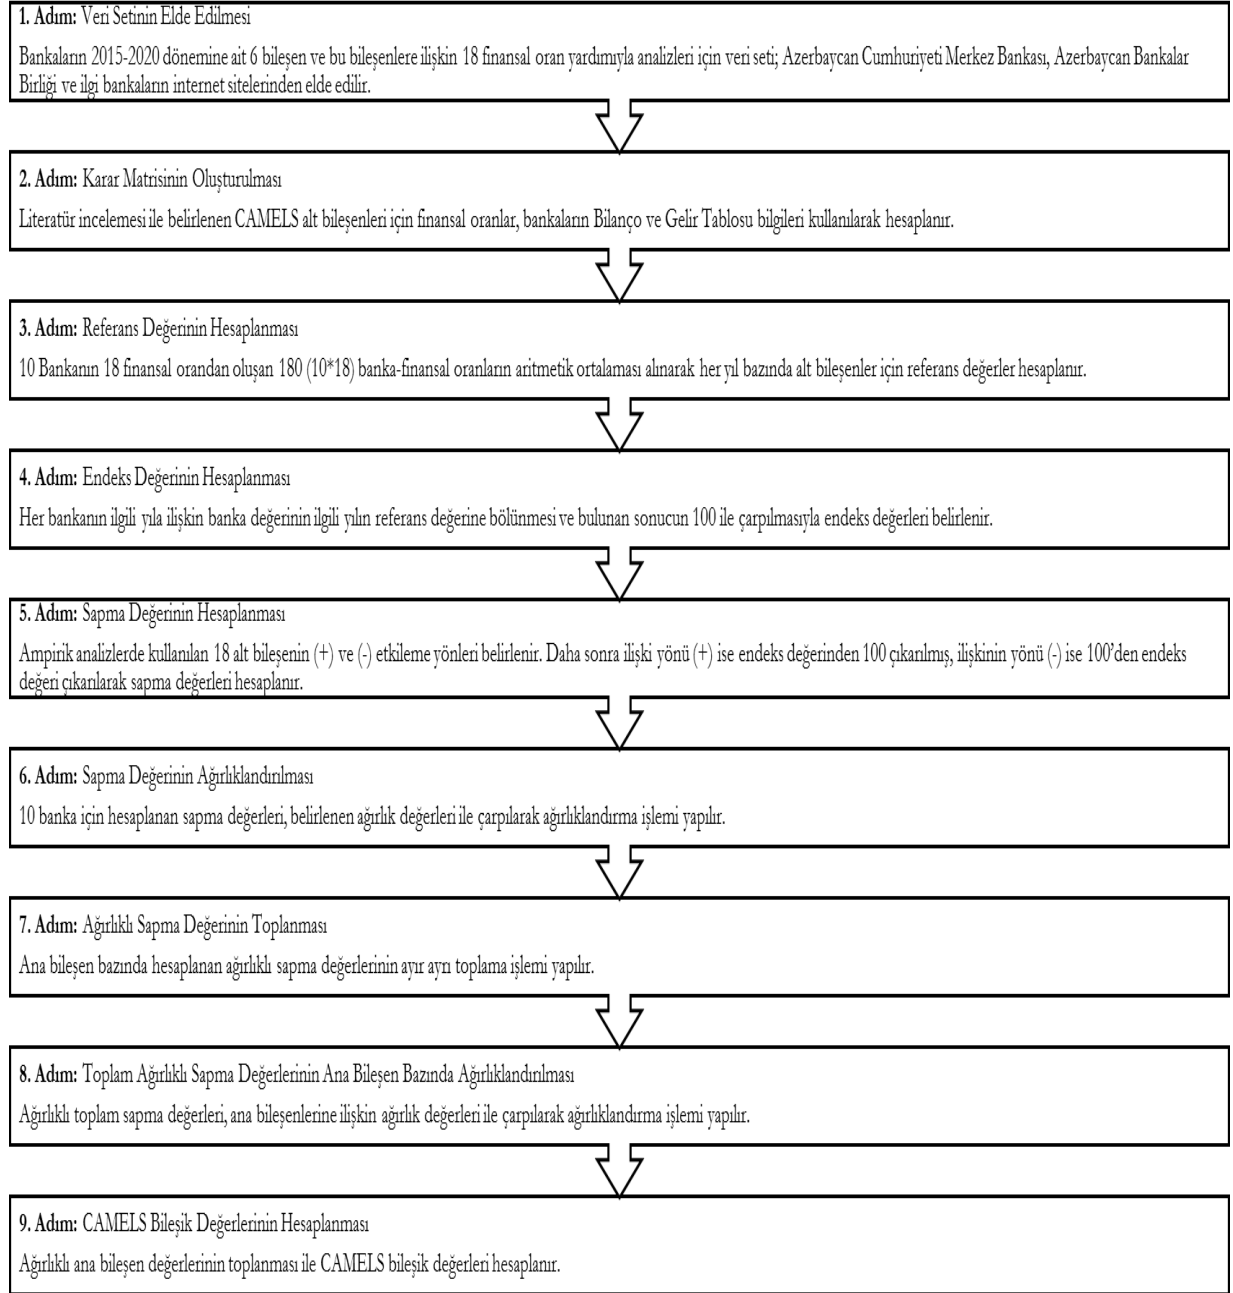 1. Adım: Veri Setinin Elde Edilmesi
Bankaların 2015-2020 dönemine ait 6 bileşen ve bu bileşenlere ilişkin 18 finansal oran yardımıyla analizleri için veri seti; Azerbaycan Cumhuriyeti Merkez Bankası, Azerbaycan Bankalar
Birliği ve ilgi bankaların internet sitelerinden elde edilir.
2. Adım: Karar Matrisinin Oluşturulması
Literatür incelemesi ile belirlenen CAMELS alt bileşenleri için finansal oranlar, bankaların Bilanço ve Gelir Tablosu bilgileri kullanılarak hesaplanır.
3. Adım: Referans Değerinin Hesaplanması
10 Bankanın 18 finansal orandan oluşan 180 (10*18) banka-finansal oranların aritmetik ortalaması alınarak her yıl bazında alt bileşenler için referans değerler hesaplanır.
4. Adım: Endeks Değerinin Hesaplanması
Her bankanın ilgili yıla ilişkin banka değerinin ilgili yılın referans değerine bölünmesi ve bulunan sonucun 100 ile çarpılmasıyla endeks değerleri belirlenir.
5. Adım: Sapma Değerinin Hesaplanması
Ampirik analizlerde kullanılan 18 alt bileşenin (+) ve (-) etkileme yönleri belirlenir. Daha sonra ilişki yönü (+) ise endeks değerinden 100 çıkarılmış, ilişkinin yönü (-) ise 100’den endeks
değeri çıkarılarak sapma değerleri hesaplanır.
6. Adım: Sapma Değerinin Ağırlıklandırılması
10 banka için hesaplanan sapma değerleri, belirlenen ağırlık değerleri ile çarpılarak ağırlıklandırma işlemi yapılır.
7. Adım: Ağırlıklı Sapma Değerinin Toplanması
Ana bileşen bazında hesaplanan ağırlıklı sapma değerlerinin ayır ayrı toplama işlemi yapılır.
8. Adım: Toplam Ağırlıklı Sapma Değerlerinin Ana Bileşen Bazında Ağırlıklandırılması
Ağırlıklı toplam sapma değerleri, ana bileşenlerine ilişkin ağırlık değerleri ile çarpılarak ağırlıklandırma işlemi yapılır.
9. Adım: CAMELS Bileşik Değerlerinin Hesaplanması
Ağırlıklı ana bileşen değerlerinin toplanması ile CAMELS bileşik değerleri hesaplanır.